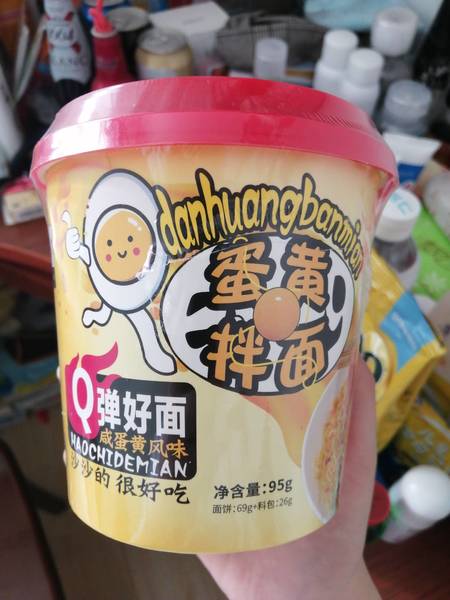 danhuangbanmian
蛋黄
拌面
Q弹好面
咸蛋黄风味
HAOCHIDEMIAN
沙沙的 很好吃
净含量:95g
面饼:69g+料包:26g